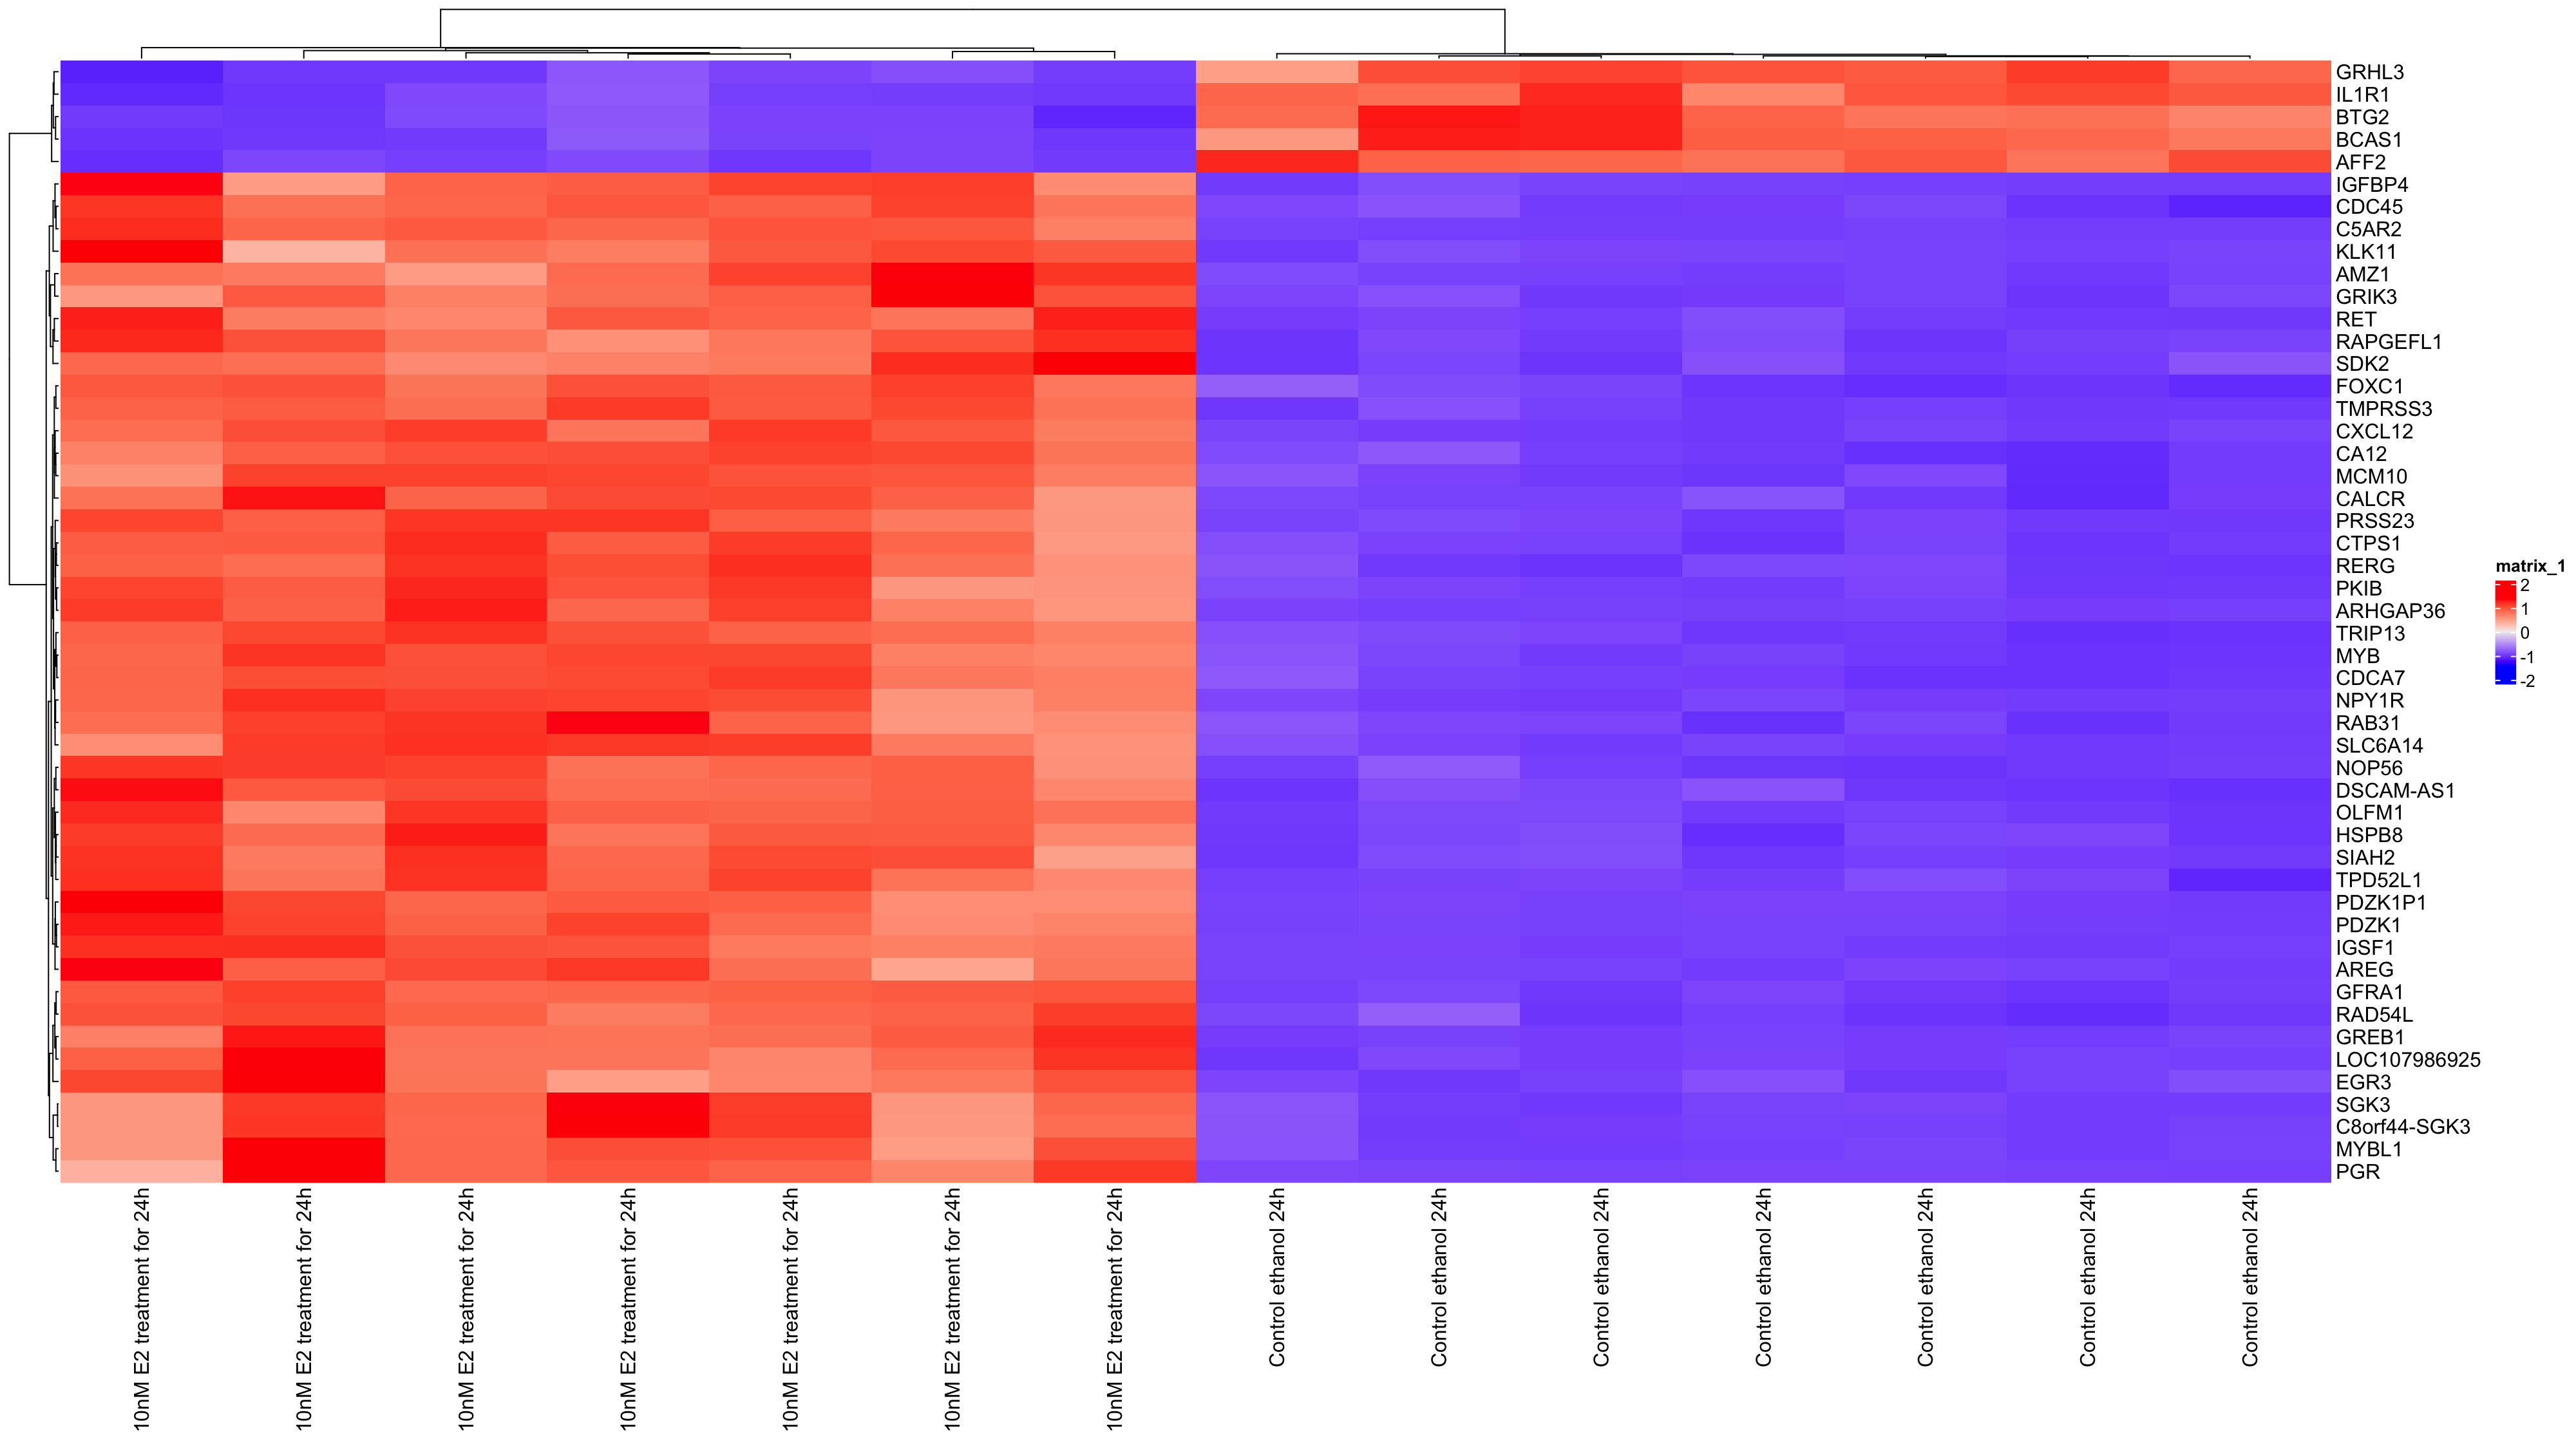 GRHL3
IL1R1
BTG2
BCAS1
AFF2
IGFBP4
CDC45
C5AR2
KLK11
AMZ1
GRIK3
RET
RAPGEFL1
SDK2
FOXC1
TMPRSS3
CXCL12
CA12
MCM10
CALCR
PRSS23
CTPS1
RERG
PKIB
ARHGAP36
TRIP13
MYB
CDCA7
NPY1R
RAB31
SLC6A14
NOP56
DSCAM-AS1
OLFM1
HSPB8
SIAH2
TPD52L1
PDZK1P1
PDZK1
IGSF1
AREG
GFRA1
RAD54L
GREB1
LOC107986925
EGR3
SGK3
C8orf44-SGK3
MYBL1
PGR
matrix_1
2
1
0
-1
-2
10nM E2 treatment for 24h
10nM E2 treatment for 24h
10nM E2 treatment for 24h
10nM E2 treatment for 24h
10nM E2 treatment for 24h
10nM E2 treatment for 24h
10nM E2 treatment for 24h
Control ethanol 24h
Control ethanol 24h
Control ethanol 24h
Control ethanol 24h
Control ethanol 24h
Control ethanol 24h
Control ethanol 24h